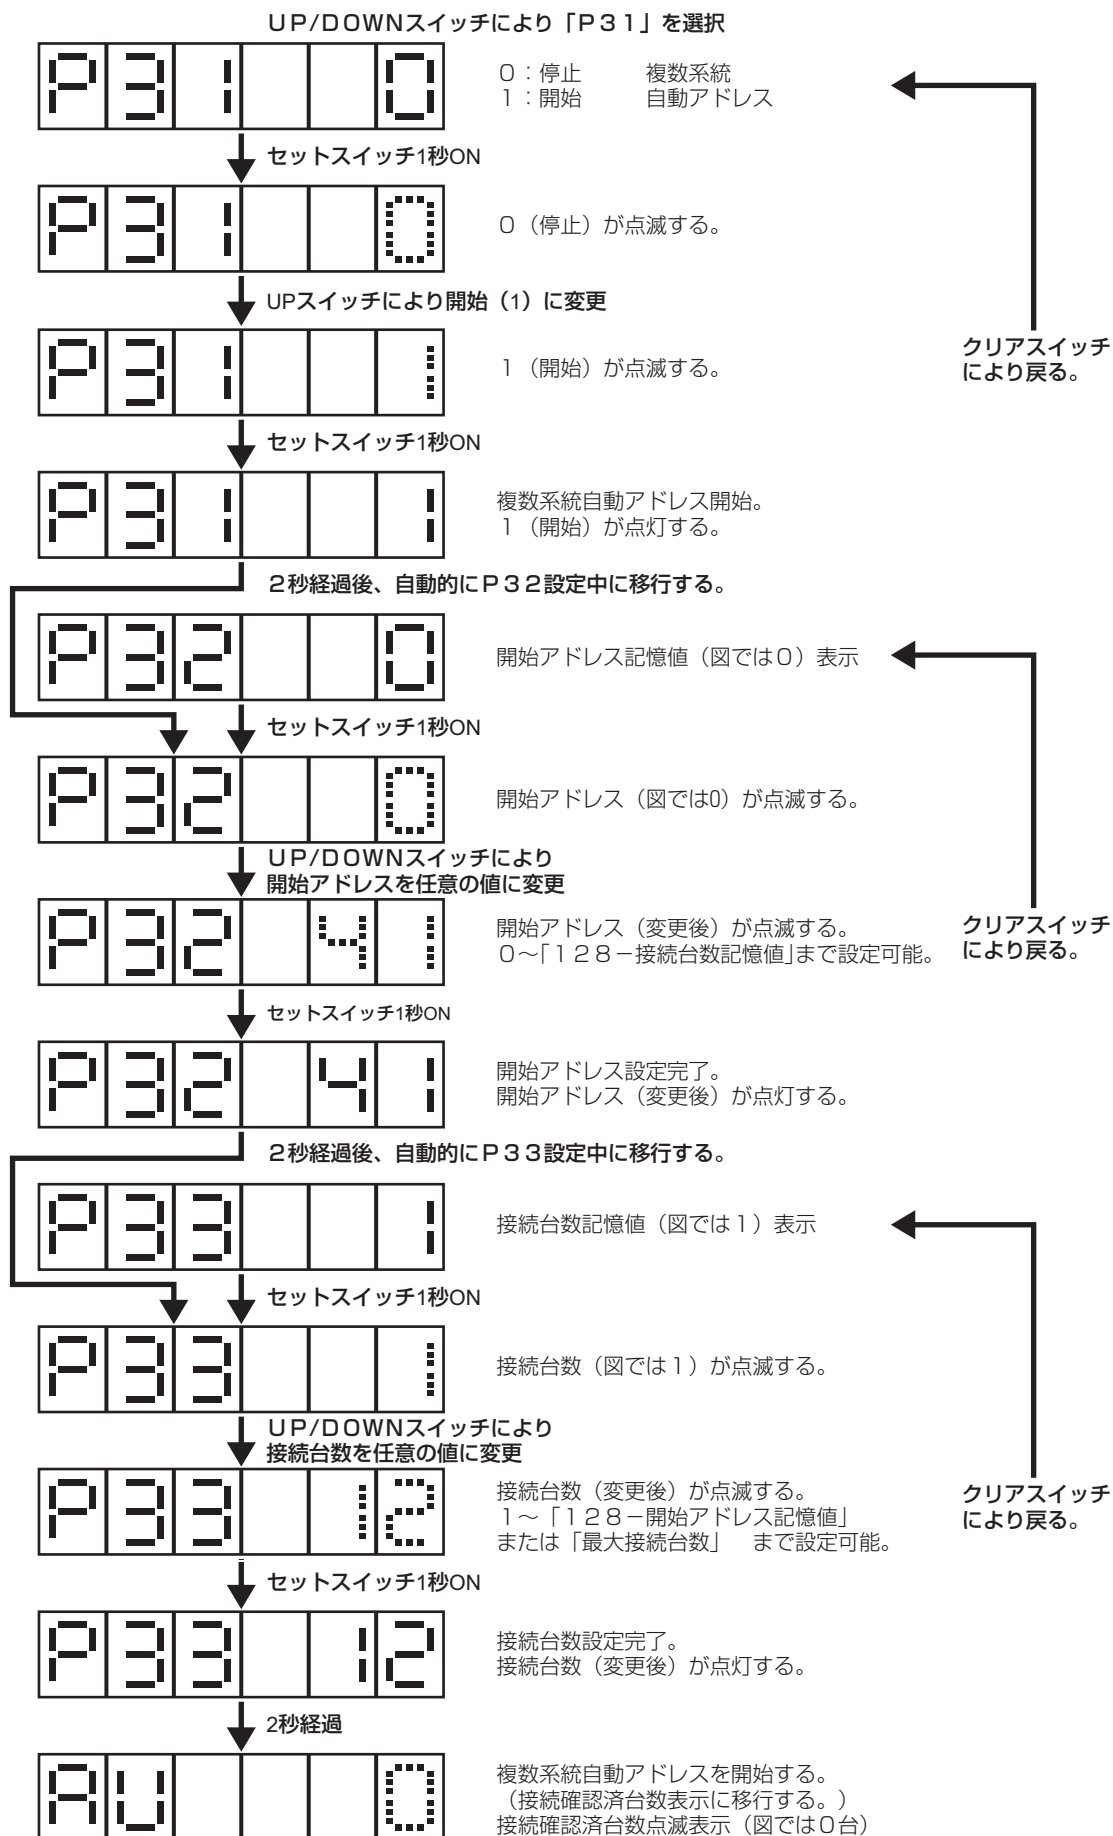 UP/DOWNスイッチにより「P31」を選択
P31 0
0:停止 複数系統
1:開始 自動アドレス
セットスイッチ1秒ON
P31 0
0(停止)が点滅する。
UPスイッチにより開始(1)に変更
P31 1
1(開始)が点滅する。
クリアスイッチ
により戻る。
セットスイッチ1秒ON
P31 1
複数系統自動アドレス開始。
1(開始)が点灯する。
2秒経過後、自動的にP32設定中に移行する。
P32 0
開始アドレス記憶値(図では0)表示
セットスイッチ1秒ON
P32 0
開始アドレス(図では0)が点滅する。
UP/DOWNスイッチにより
開始アドレスを任意の値に変更
P32 41
開始アドレス(変更後)が点滅する。
0~「128-接続台数記憶値」まで設定可能。
クリアスイッチ
により戻る。
セットスイッチ1秒ON
P32 41
開始アドレス設定完了。
開始アドレス(変更後)が点灯する。
2秒経過後、自動的にP33設定中に移行する。
P33 1
接続台数記憶値(図では1)表示
セットスイッチ1秒ON
P33 1
接続台数(図では1)が点滅する。
UP/DOWNスイッチにより
接続台数を任意の値に変更
P33 12
接続台数(変更後)が点滅する。
1~「128-開始アドレス記憶値」
または「最大接続台数」 まで設定可能。
クリアスイッチ
により戻る。
セットスイッチ1秒ON
P33 12
接続台数設定完了。
接続台数(変更後)が点灯する。
2秒経過
AU 0
複数系統自動アドレスを開始する。
(接続確認済台数表示に移行する。)
接続確認済台数点滅表示(図では0台)